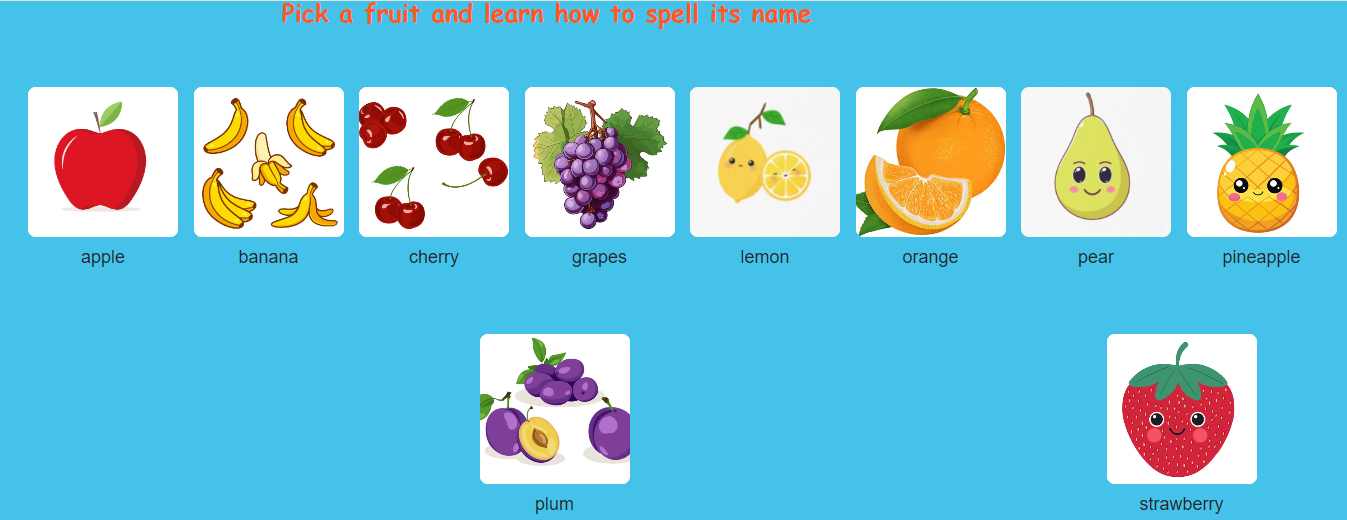 Pick a fruit and learn how to spell its name
apple banana cherry grapes lemon orange pear pineapple
plum strawberry